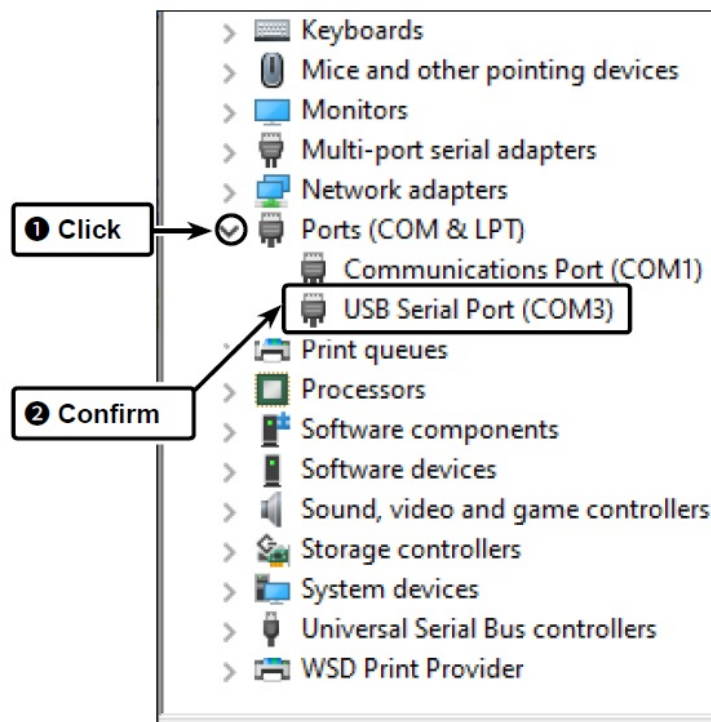 Keyboards
Mice and other pointing devices
Monitors
Multi-port serial adapters
Network adapters
❶ Click
Ports (COM & LPT)
Communications Port (COM1)
USB Serial Port (COM3)
Print queues
Processors
❷ Confirm
Software components
Software devices
Sound, video and game controllers
Storage controllers
System devices
Universal Serial Bus controllers
WSD Print Provider